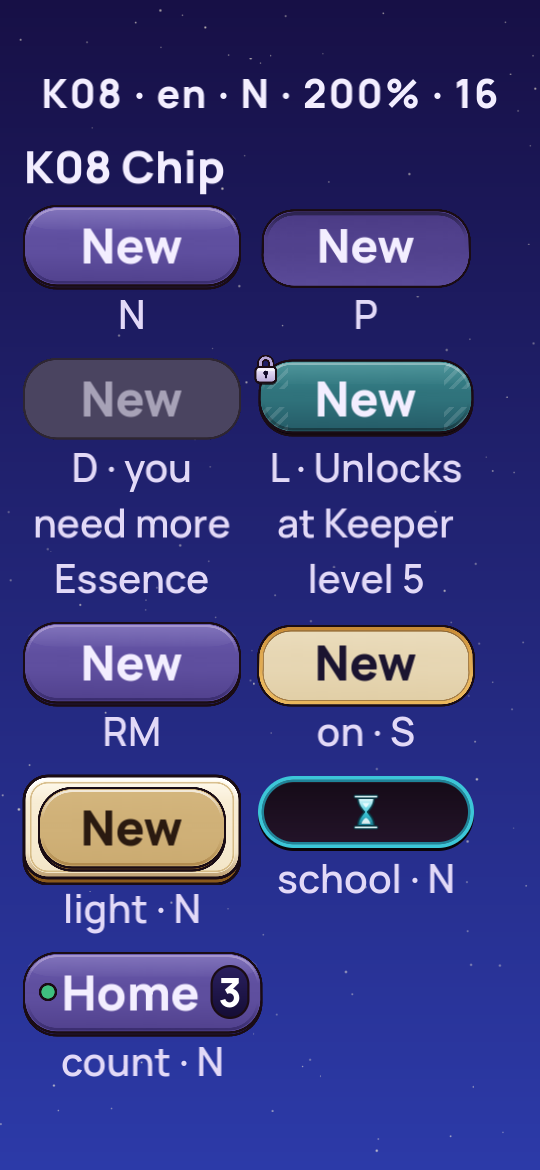 K08 · en · N · 200% · 16
K08 Chip
New
New
N
P
New
New
D · you
need more
Essence
L · Unlocks
at Keeper
level 5
New
New
RM
on · S
New
light · N
school · N
Home 3
count · N